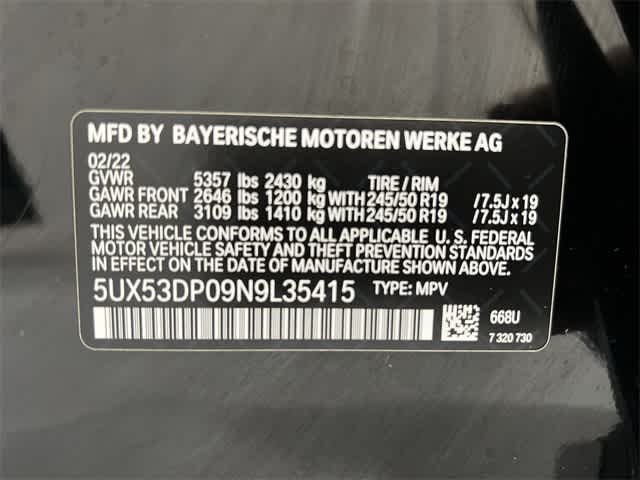 MFD BY BAYERISCHE MOTOREN WERKE AG
02/22
GVWR 5357 lbs 2430 kg TIRE / RIM
GAWR FRONT 2646 lbs 1200 kg WITH 245/50 R19 /7.5J x 19
GAWR REAR 3109 lbs 1410 kg WITH 245/50 R19 /7.5J x 19
THIS VEHICLE CONFORMS TO ALL APPLICABLE U. S. FEDERAL
MOTOR VEHICLE SAFETY AND THEFT PREVENTION STANDARDS
IN EFFECT ON THE DATE OF MANUFACTURE SHOWN ABOVE.
5UX53DP09N9L35415 TYPE: MPV
668U
7 320 730